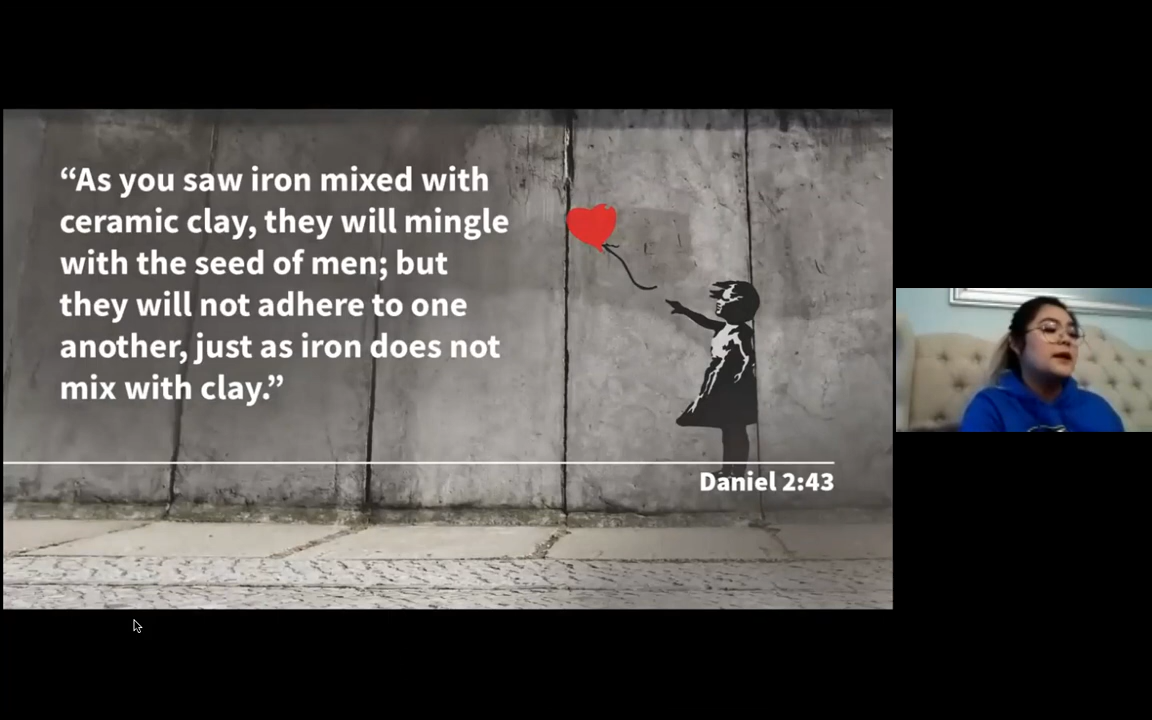 “As you saw iron mixed with
ceramic clay, they will mingle
with the seed of men; but
they will not adhere to one
another, just as iron does not
mix with clay.”
Daniel 2:43